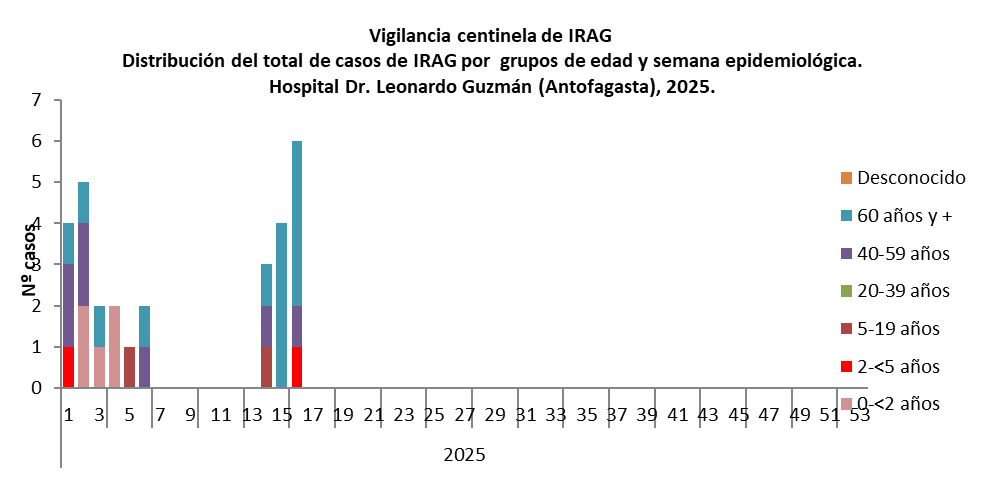 Vigilancia centinela de IRAG
Distribución del total de casos de IRAG por  grupos de edad y semana epidemiológica.
Hospital Dr. Leonardo Guzmán (Antofagasta), 2025.
7
6
5
4
3
2
1
0
Nº casos
Desconocido
60 años y +
40-59 años
20-39 años
5-19 años
2-<5 años
0-<2 años
1 3 5 7 9 11 13 15 17 19 21 23 25 27 29 31 33 35 37 39 41 43 45 47 49 51 53
2025